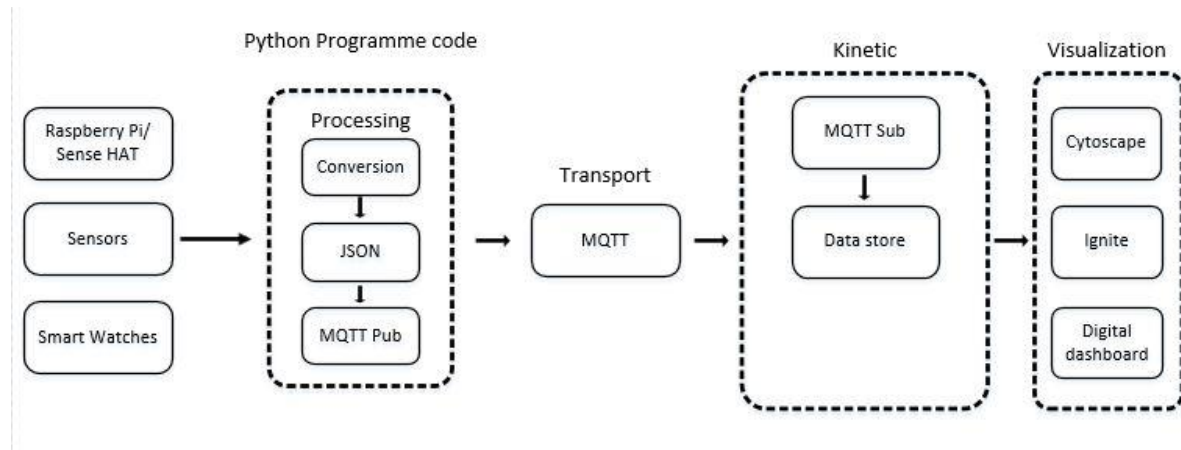 Python Programme code
Kinetic
Visualization
Raspberry Pi/
Sense HAT
Sensors
Smart Watches
Processing
Conversion
JSON
MQTT Pub
Transport
MQTT
MQTT Sub
Data store
Cytoscape
Ignite
Digital
dashboard